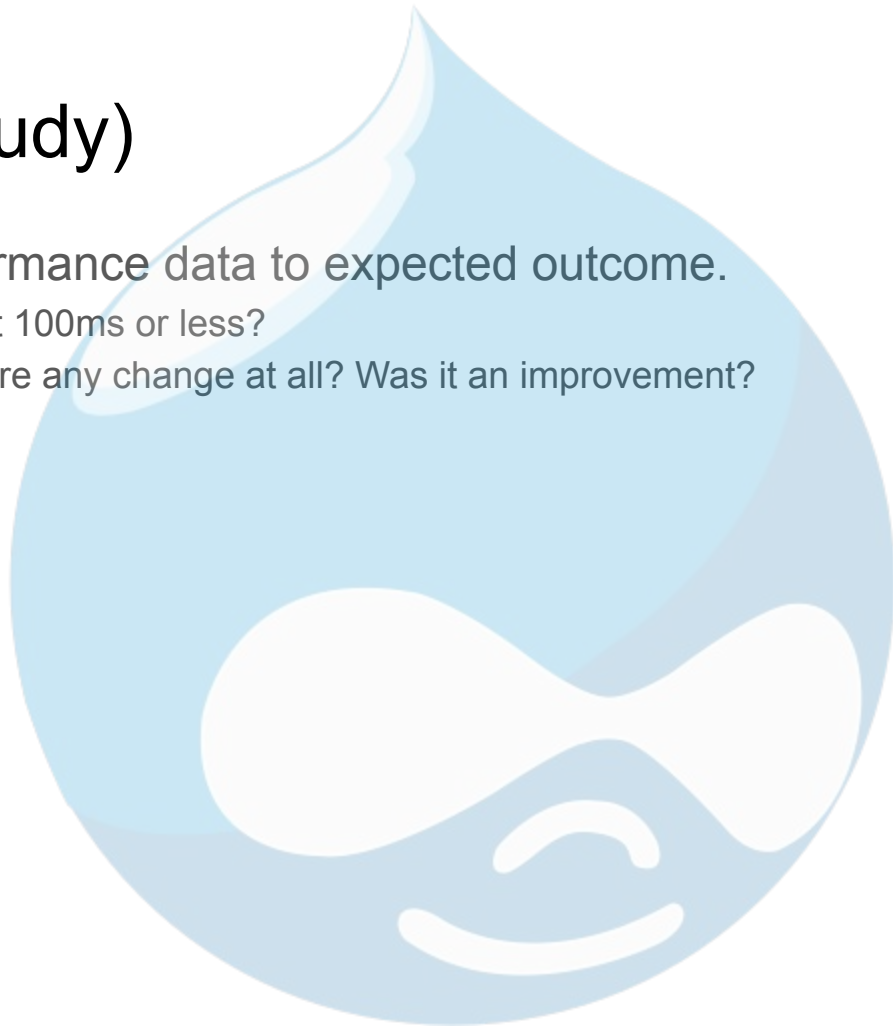 udy)
rmance data to expected outcome.
t 100ms or less?
re any change at all? Was it an improvement?